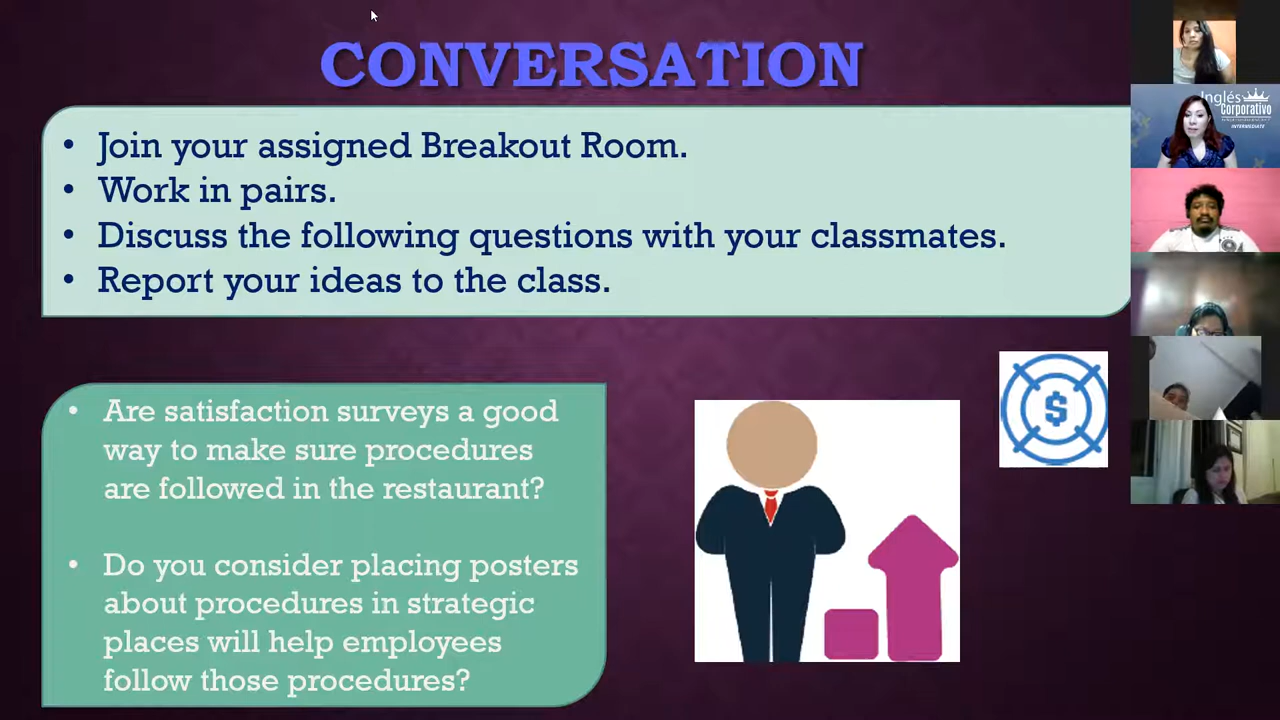 CONVERSATION
• Join your assigned Breakout Room.
• Work in pairs.
• Discuss the following questions with your classmates.
• Report your ideas to the class.
• Are satisfaction surveys a good
way to make sure procedures
are followed in the restaurant?
• Do you consider placing posters
about procedures in strategic
places will help employees
follow those procedures?
$
Inglés
Corporativo
INTERMEDIATE